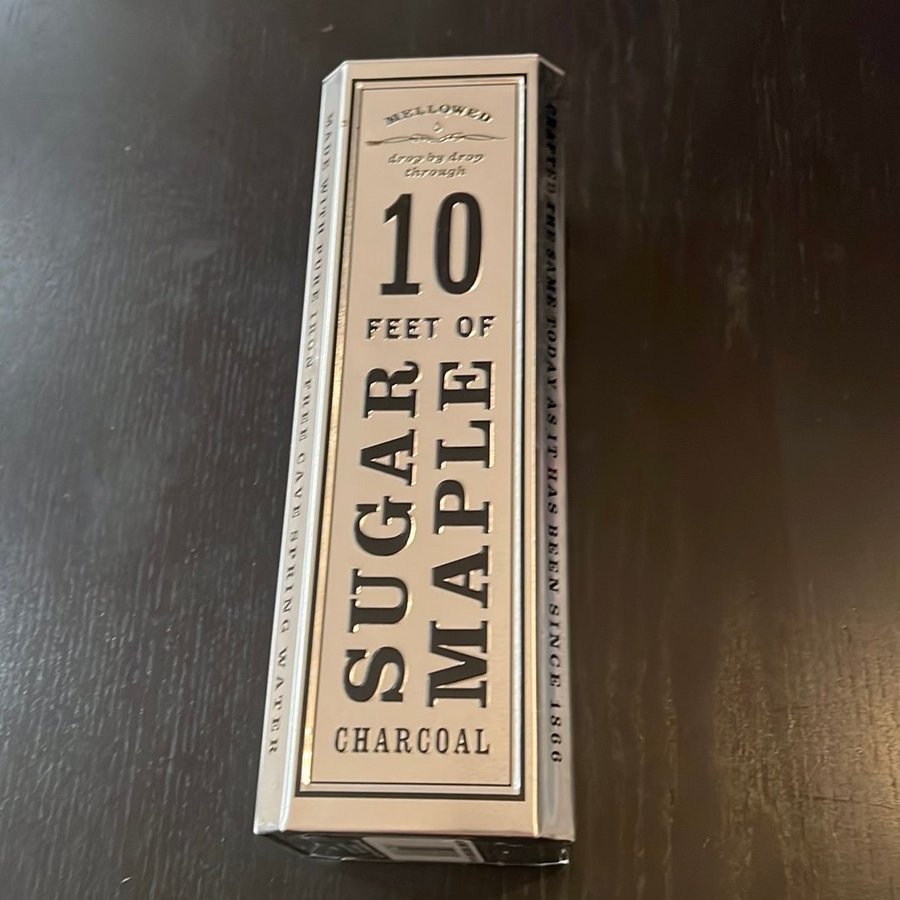 MELLOWED
drop by drop
through
10
FEET OF
SUGAR
MAPLE
CHARCOAL
MADE WITH PURE IRON FREE CAVE SPRING WATER
CRAFTED THE SAME TODAY AS IT HAS BEEN SINCE 1866